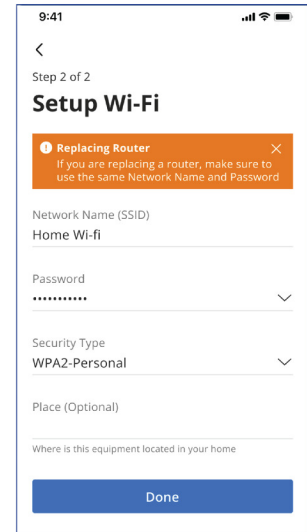 9:41
Step 2 of 2
Setup Wi-Fi
Replacing Router
If you are replacing a router, make sure to
use the same Network Name and Password
Network Name (SSID)
Home Wi-fi
Password
•••••••••••
Security Type
WPA2-Personal
Place (Optional)
Where is this equipment located in your home
Done